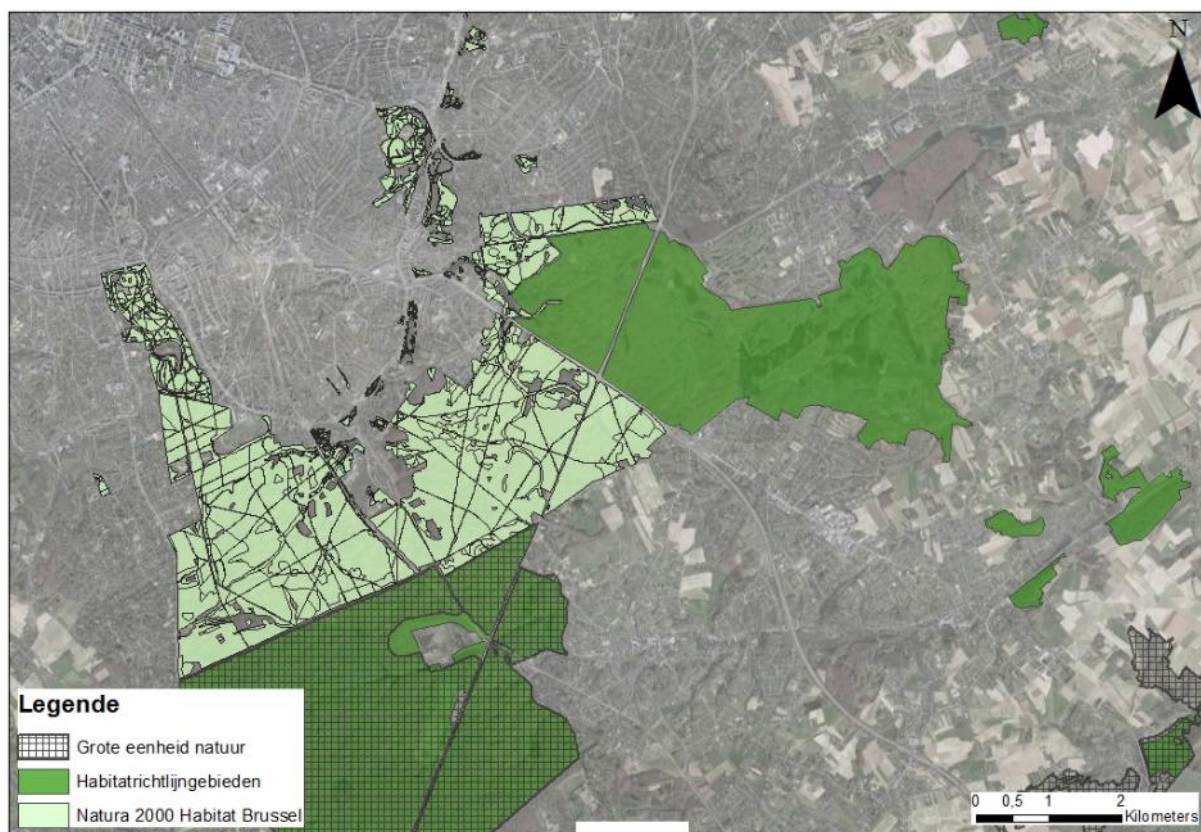 N
Legende
Grote eenheid natuur
Habitatrichtlijngebieden
Natura 2000 Habitat Brussel
0 0,5 1 2
Kilometers